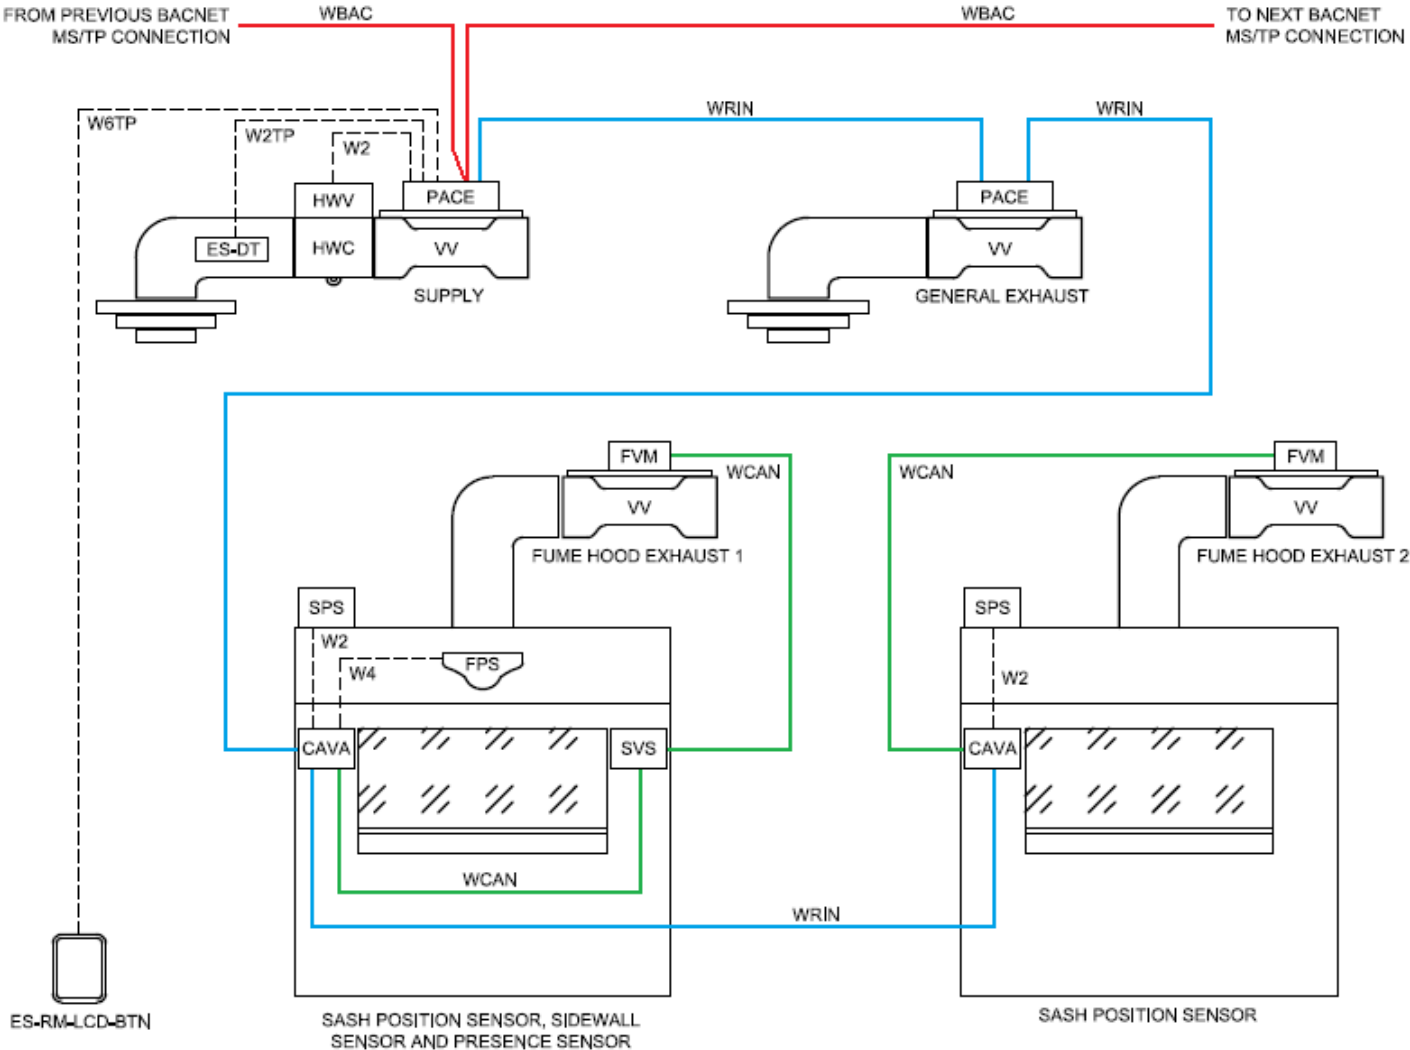 FROM PREVIOUS BACNET
MS/TP CONNECTION
WBAC
WBAC
TO NEXT BACNET
MS/TP CONNECTION
W6TP
W2TP
W2
WRIN
WRIN
HWV
PACE
PACE
ES-DT
HWC
VV
VV
SUPPLY
GENERAL EXHAUST
FVM
WCAN
WCAN
FVM
VV
VV
FUME HOOD EXHAUST 1
FUME HOOD EXHAUST 2
SPS
SPS
W2
W4
FPS
W2
CAVA
SVS
CAVA
WCAN
WRIN
ES-RM-LCD-BTN
SASH POSITION SENSOR, SIDEWALL
SENSOR AND PRESENCE SENSOR
SASH POSITION SENSOR